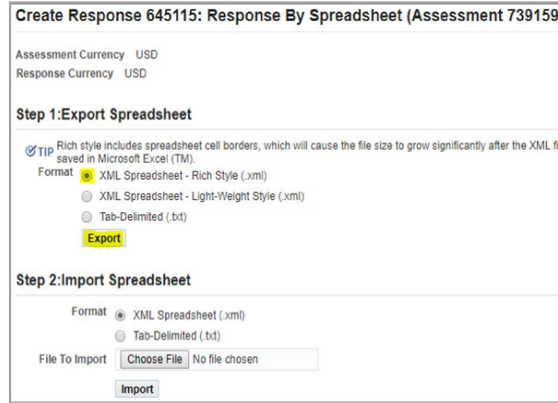 Create Response 645115: Response By Spreadsheet (Assessment 739159
Assessment Currency USD
Response Currency USD
Step 1:Export Spreadsheet
TIP Rich style includes spreadsheet cell borders, which will cause the file size to grow significantly after the XML fi
saved in Microsoft Excel (TM).
Format XML Spreadsheet - Rich Style (.xml)
XML Spreadsheet - Light-Weight Style (.xml)
Tab-Delimited (.txt)
Export
Step 2:Import Spreadsheet
Format XML Spreadsheet (.xml)
Tab-Delimited (.txt)
File To Import Choose File No file chosen
Import